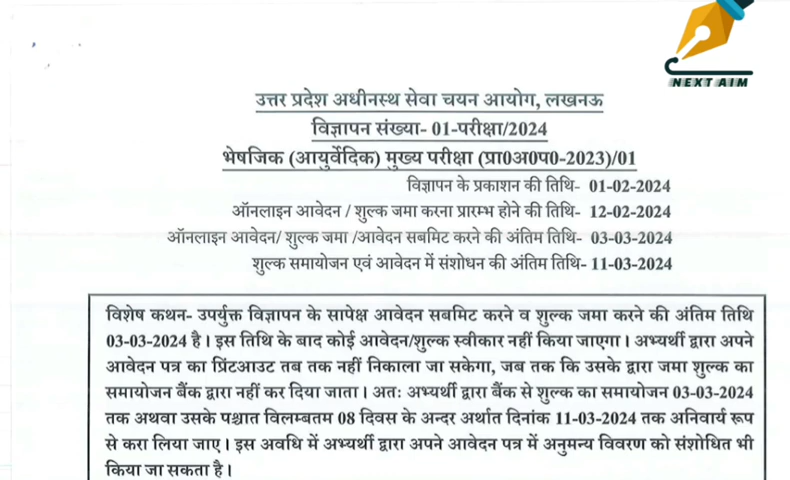 NEXT AIM
उत्तर प्रदेश अधीनस्थ सेवा चयन आयोग, लखनऊ
विज्ञापन संख्या- 01-परीक्षा/2024
भेषजिक (आयुर्वेदिक) मुख्य परीक्षा (प्रा0अ0प0-2023)/01
विज्ञापन के प्रकाशन की तिथि- 01-02-2024
ऑनलाइन आवेदन / शुल्क जमा करना प्रारम्भ होने की तिथि- 12-02-2024
ऑनलाइन आवेदन/ शुल्क जमा /आवेदन सबमिट करने की अंतिम तिथि- 03-03-2024
शुल्क समायोजन एवं आवेदन में संशोधन की अंतिम तिथि- 11-03-2024
विशेष कथन- उपर्युक्त विज्ञापन के सापेक्ष आवेदन सबमिट करने व शुल्क जमा करने की अंतिम तिथि
03-03-2024 है। इस तिथि के बाद कोई आवेदन/शुल्क स्वीकार नहीं किया जाएगा। अभ्यर्थी द्वारा अपने
आवेदन पत्र का प्रिंटआउट तब तक नहीं निकाला जा सकेगा, जब तक कि उसके द्वारा जमा शुल्क का
समायोजन बैंक द्वारा नहीं कर दिया जाता। अतः अभ्यर्थी द्वारा बैंक से शुल्क का समायोजन 03-03-2024
तक अथवा उसके पश्चात विलम्बतम 08 दिवस के अन्दर अर्थात दिनांक 11-03-2024 तक अनिवार्य रूप
से करा लिया जाए। इस अवधि में अभ्यर्थी द्वारा अपने आवेदन पत्र में अनुमन्य विवरण को संशोधित भी
किया जा सकता है।